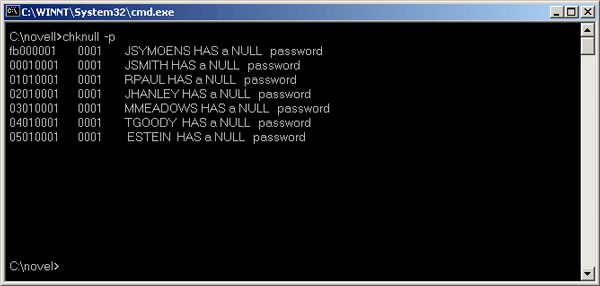 C:\WINNT\System32\cmd.exe
C:\novell>chknull -p
fb000001 0001 JSYMOENS HAS a NULL password
00010001 0001 JSMITH HAS a NULL password
01010001 0001 RPAUL HAS a NULL password
02010001 0001 JHANLEY HAS a NULL password
03010001 0001 MMEADOWS HAS a NULL password
04010001 0001 TGOODY HAS a NULL password
05010001 0001 ESTEIN HAS a NULL password
C:\novel>